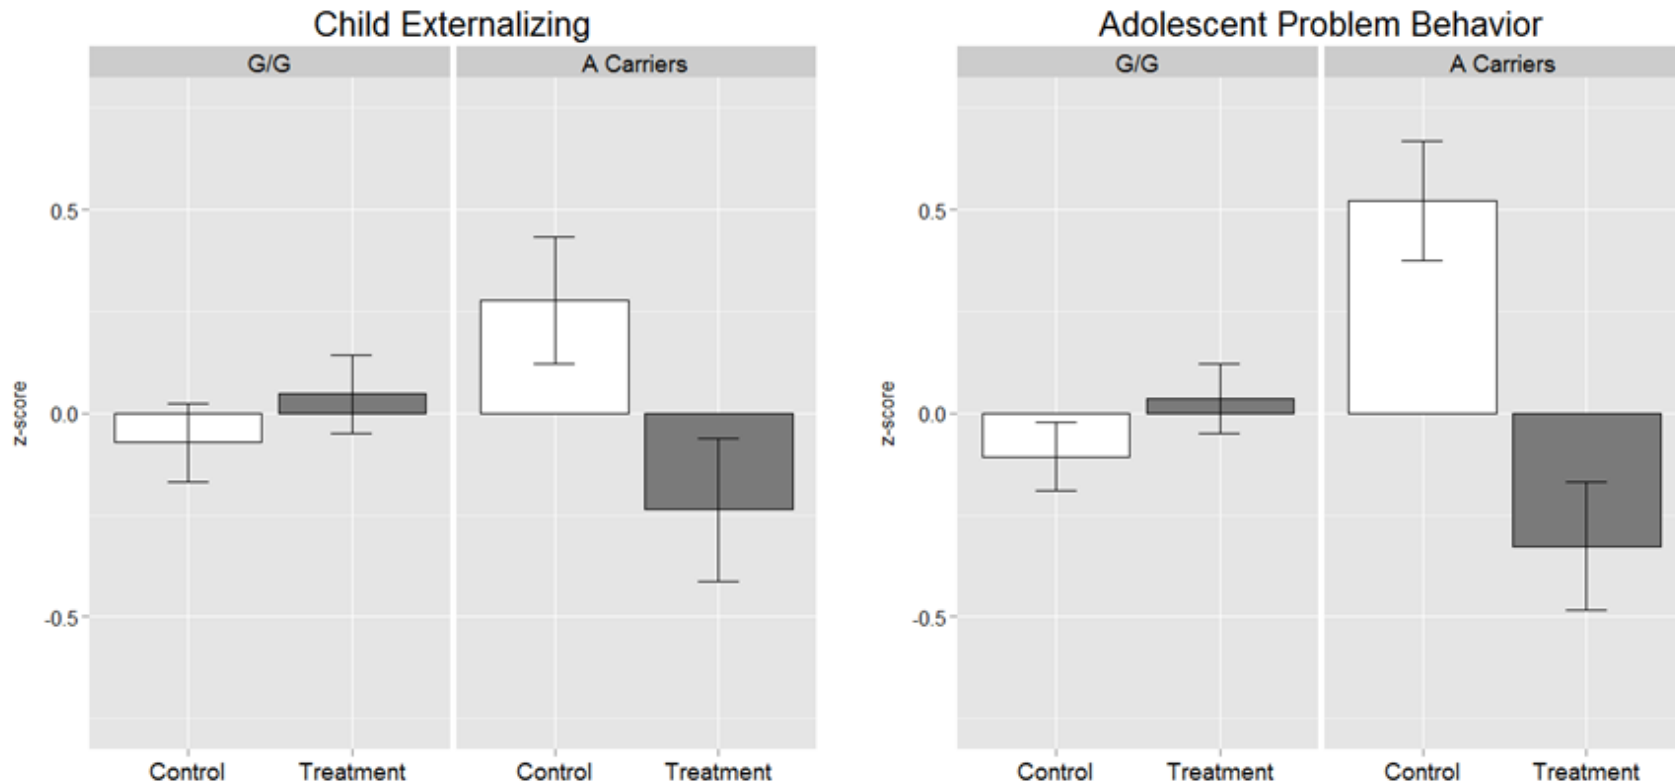 Child Externalizing
G/G
A Carriers
z-score
0.5
0.0
-0.5
Control
Treatment
Control
Treatment
Adolescent Problem Behavior
G/G
A Carriers
z-score
0.5
0.0
-0.5
Control
Treatment
Control
Treatment